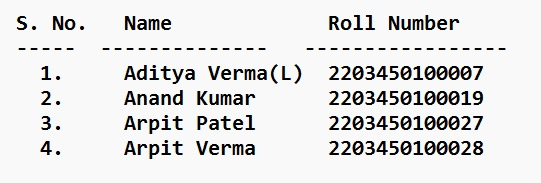 S. No. Name Roll Number
----- -------------- -----------------
1. Aditya Verma(L) 2203450100007
2. Anand Kumar 2203450100019
3. Arpit Patel 2203450100027
4. Arpit Verma 2203450100028